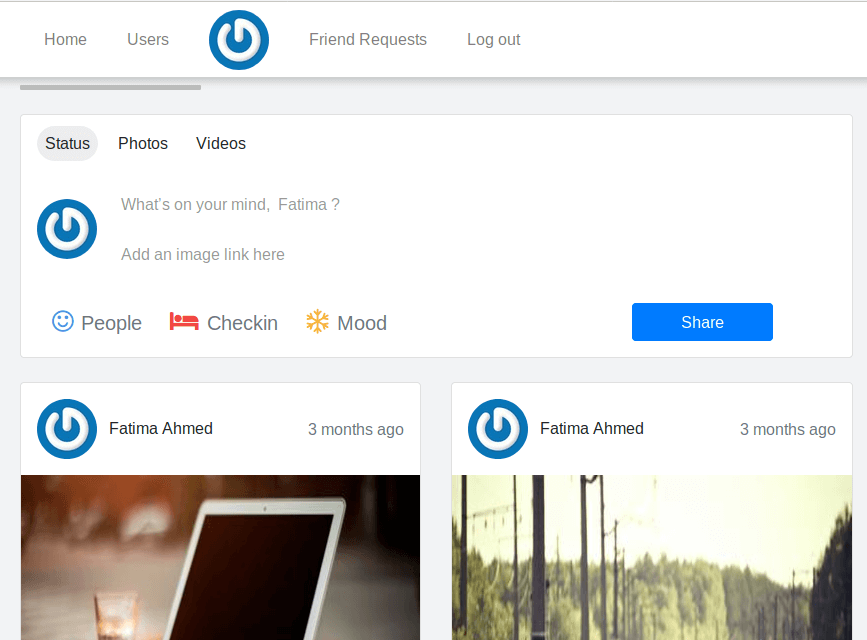 Home Users Friend Requests Log out
Status Photos Videos
What's on your mind, Fatima ?
Add an image link here
People Checkin Mood Share
Fatima Ahmed 3 months ago Fatima Ahmed 3 months ago